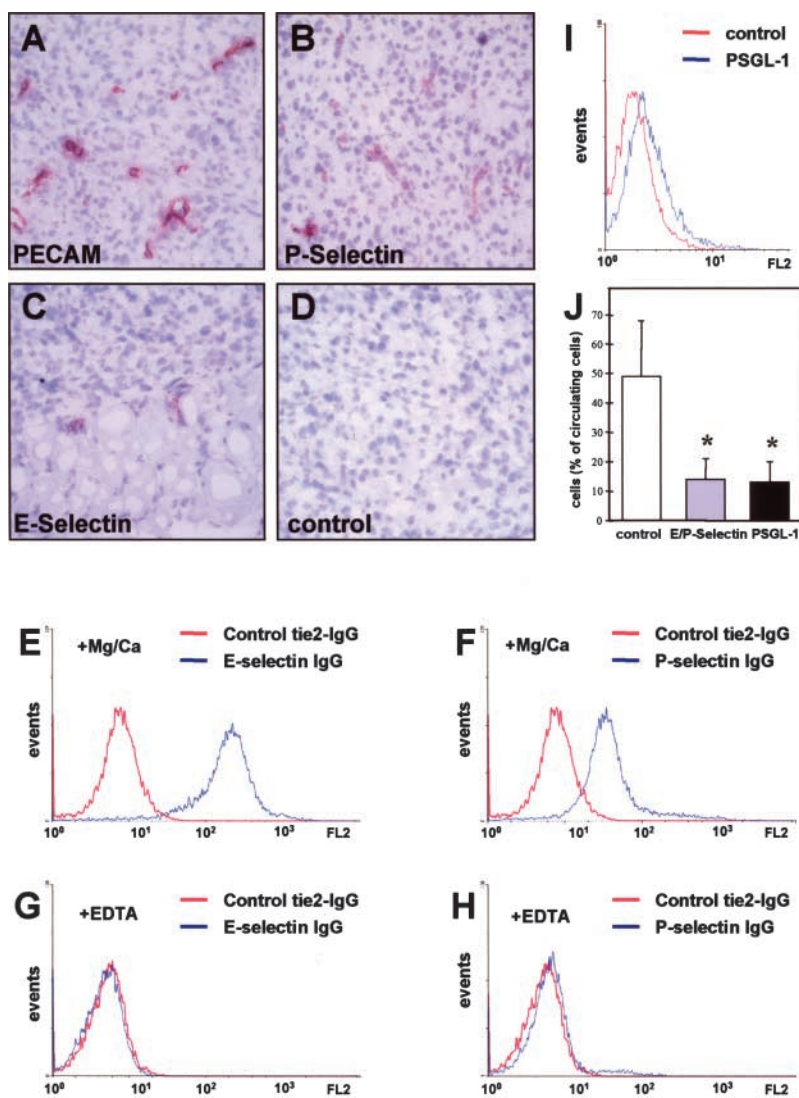 A
PECAM
B
P-Selectin
C
E-Selectin
D
control
I
control
PSGL-1
events
10⁰
10¹
FL2
J
cells (% of circulating cells)
70
60
50
40
30
20
10
0
*
*
control
E/P-Selectin
PSGL-1
E
+Mg/Ca
Control tie2-IgG
E-selectin IgG
events
10⁰
10¹
10²
10³
FL2
F
+Mg/Ca
Control tie2-IgG
P-selectin IgG
events
10⁰
10¹
10²
10³
FL2
G
+EDTA
Control tie2-IgG
E-selectin IgG
events
10⁰
10¹
10²
10³
FL2
H
+EDTA
Control tie2-IgG
P-selectin IgG
events
10⁰
10¹
10²
10³
FL2